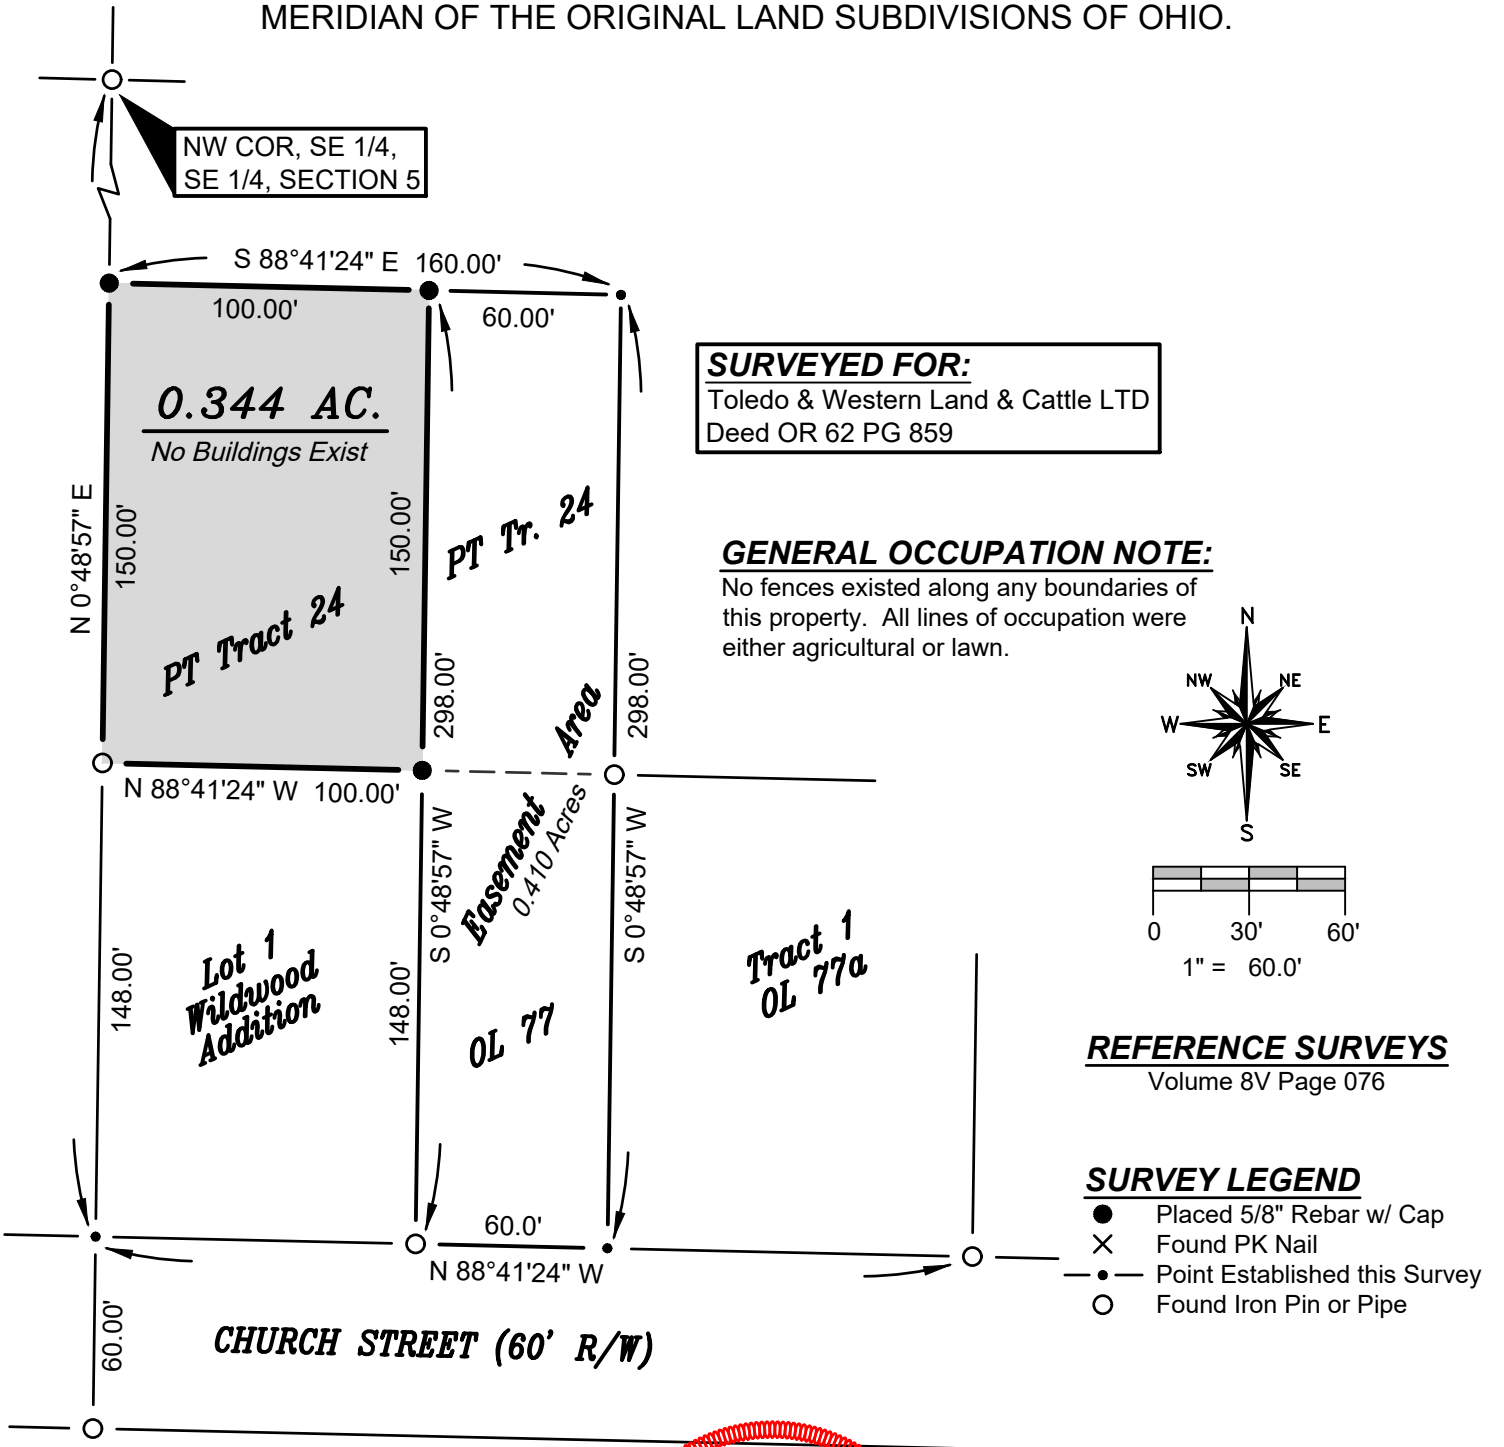 MERIDIAN OF THE ORIGINAL LAND SUBDIVISIONS OF OHIO.
NW COR, SE 1/4,
SE 1/4, SECTION 5
S 88°41'24" E 160.00'
100.00'
60.00'
0.344 AC.
No Buildings Exist
N 0°48'57" E
150.00'
150.00'
PT Tract 24
PT Tr. 24
298.00'
298.00'
SURVEYED FOR:
Toledo & Western Land & Cattle LTD
Deed OR 62 PG 859
GENERAL OCCUPATION NOTE:
No fences existed along any boundaries of
this property. All lines of occupation were
either agricultural or lawn.
N
NW NE
W E
SW SE
S
0 30' 60'
1" = 60.0'
N 88°41'24" W 100.00'
Easement Area
0.410 Acres
S 0°48'57" W
S 0°48'57" W
148.00'
148.00'
Lot 1
Wildwood
Addition
OL 77
Tract 1
OL 77a
REFERENCE SURVEYS
Volume 8V Page 076
SURVEY LEGEND
Placed 5/8" Rebar w/ Cap
Found PK Nail
Point Established this Survey
Found Iron Pin or Pipe
60.0'
N 88°41'24" W
60.00'
CHURCH STREET (60' R/W)